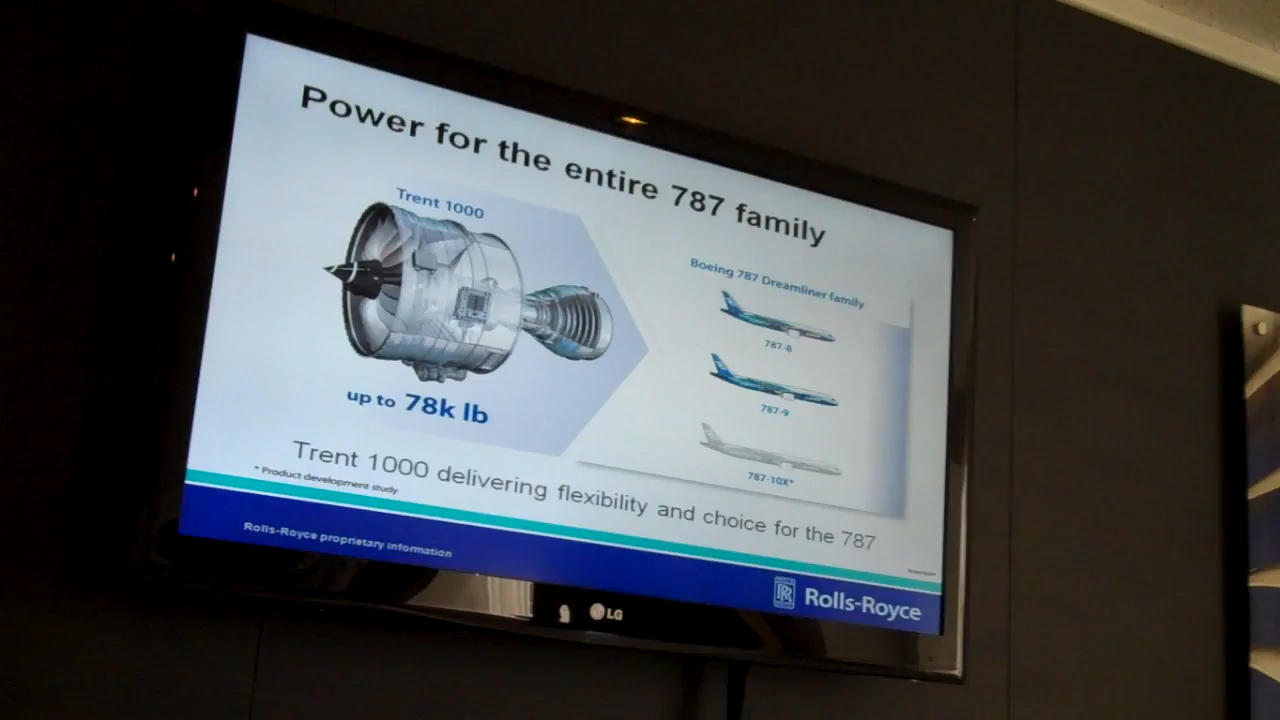 Power for the entire 787 family
Trent 1000
Boeing 787 Dreamliner family
787-8
787-9
up to 78k lb
787-10X*
Trent 1000 delivering flexibility and choice for the 787
* Product development study
Rolls-Royce proprietary information
RR
Rolls-Royce
LG